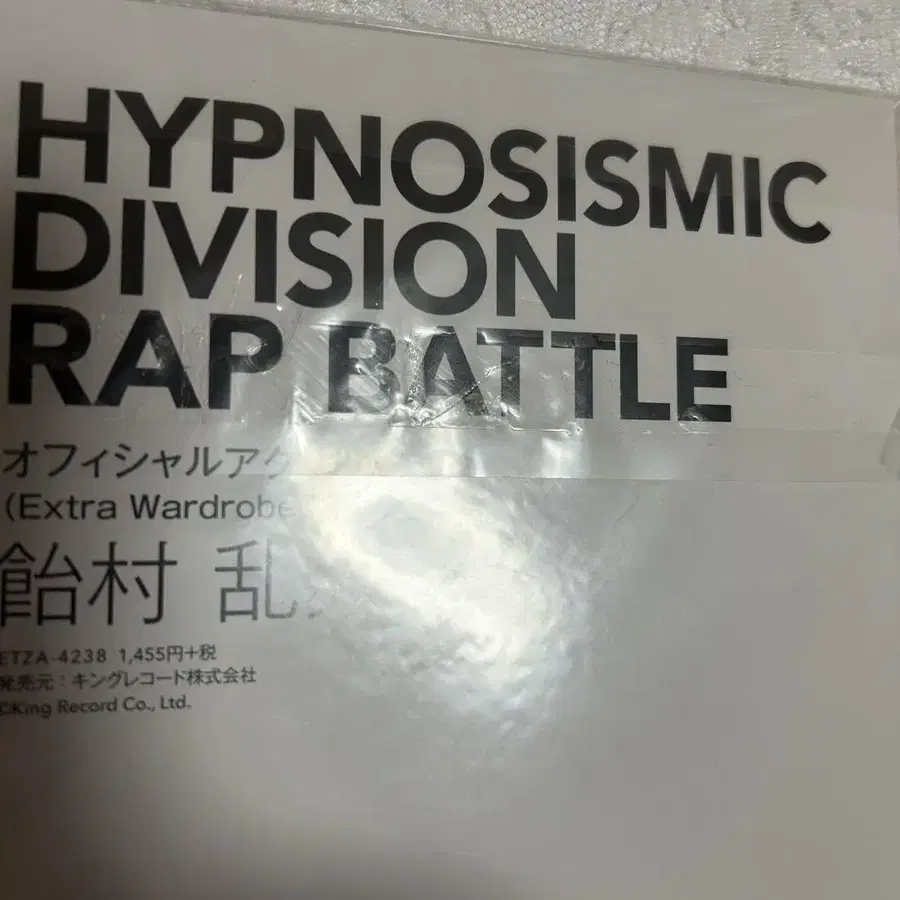 HYPNOSISMIC
DIVISION
RAP BATTLE
オフィシャルアク
(Extra Wardrobe
飴村 乱
ETZA-4238 1,455円+税
発売元：キングレコード株式会社
©King Record Co., Ltd.